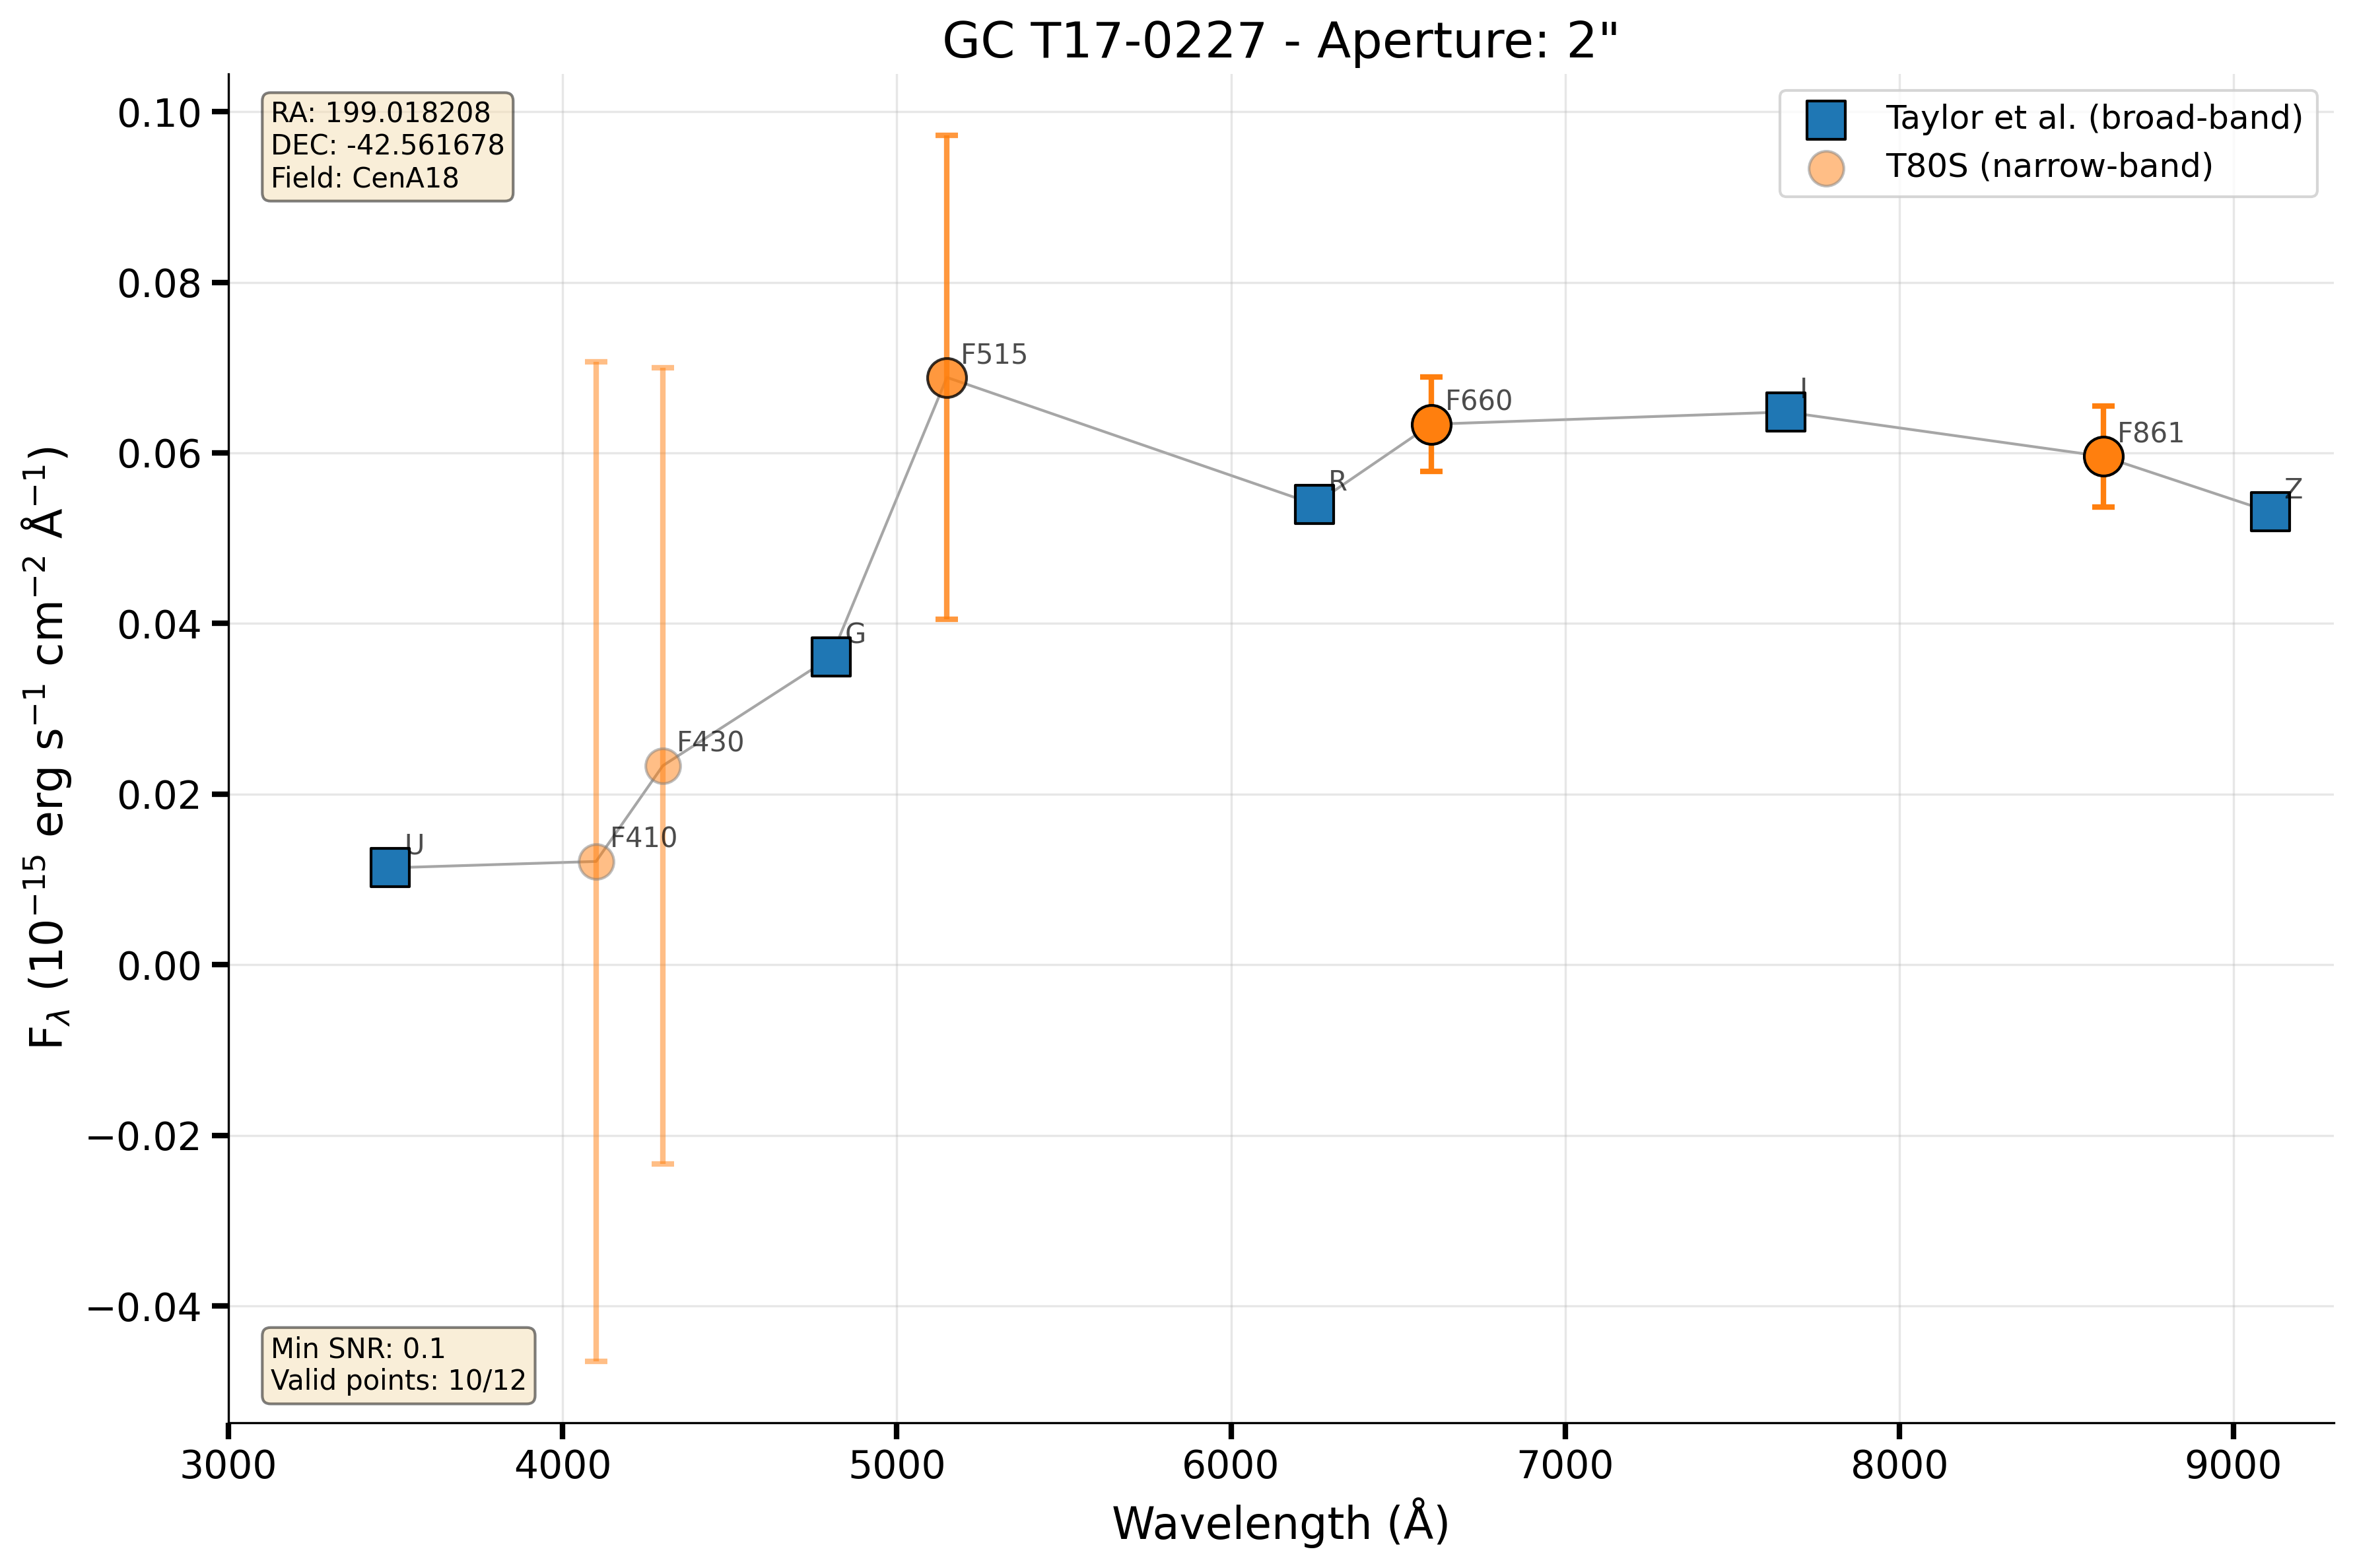 GC T17-0227 - Aperture: 2"
RA: 199.018208
DEC: -42.561678
Field: CenA18
Taylor et al. (broad-band)
T80S (narrow-band)
F_λ (10⁻¹⁵ erg s⁻¹ cm⁻² Å⁻¹)
0.10
0.08
0.06
0.04
0.02
0.00
−0.02
−0.04
U
F410
F430
G
F515
R
F660
I
F861
Z
Min SNR: 0.1
Valid points: 10/12
3000 4000 5000 6000 7000 8000 9000
Wavelength (Å)